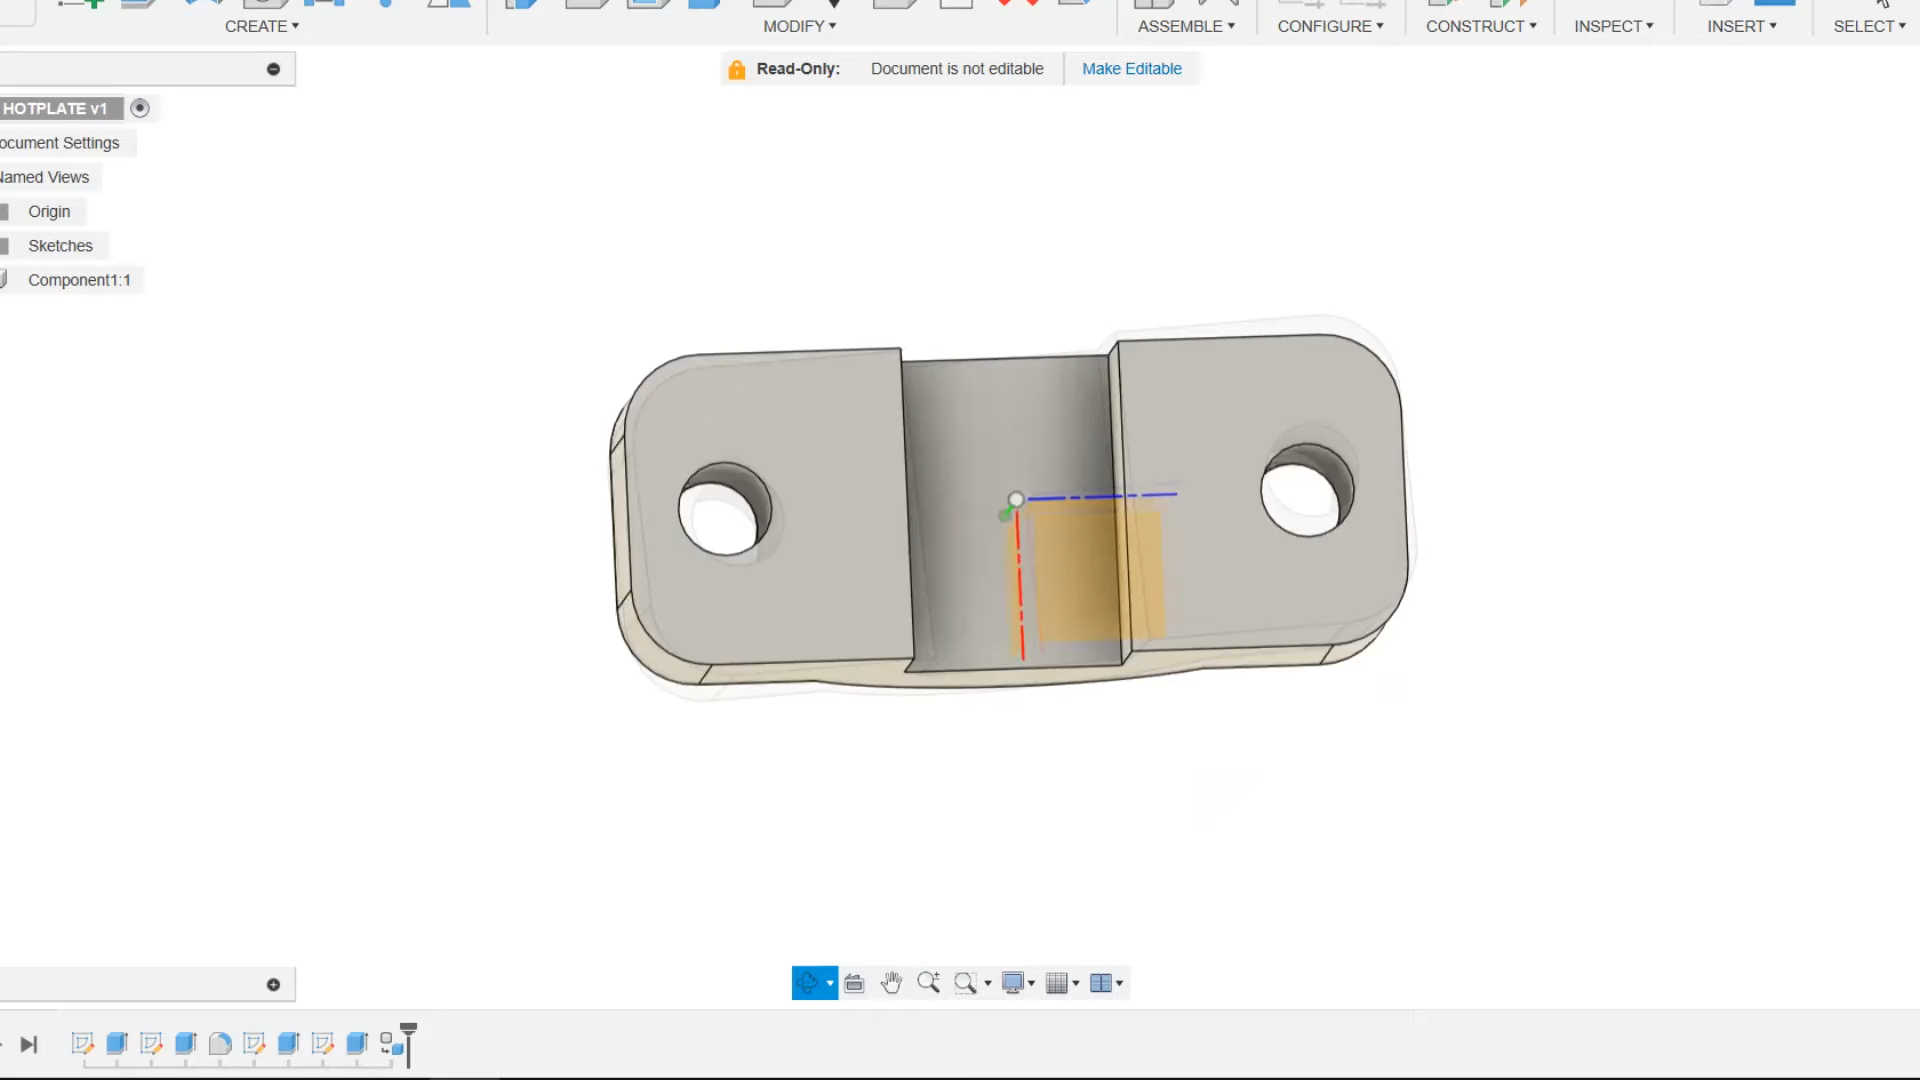 CREATE MODIFY ASSEMBLE CONFIGURE CONSTRUCT INSPECT INSERT SELECT
Read-Only: Document is not editable Make Editable
HOTPLATE v1
ocument Settings
Named Views
Origin
Sketches
Component1:1